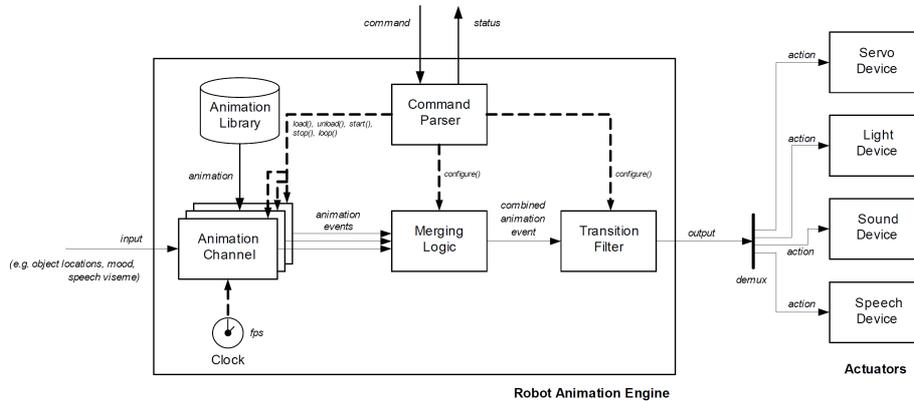 command
status
Animation
Library
load(), unload(), start(),
stop(), loop()
Command
Parser
animation
configure()
configure()
input
(e.g. object locations, mood,
speech viseme)
Animation
Channel
animation
events
Merging
Logic
combined
animation
event
Transition
Filter
output
demux
fps
Clock
action
Servo
Device
action
Light
Device
action
Sound
Device
action
Speech
Device
Actuators
Robot Animation Engine